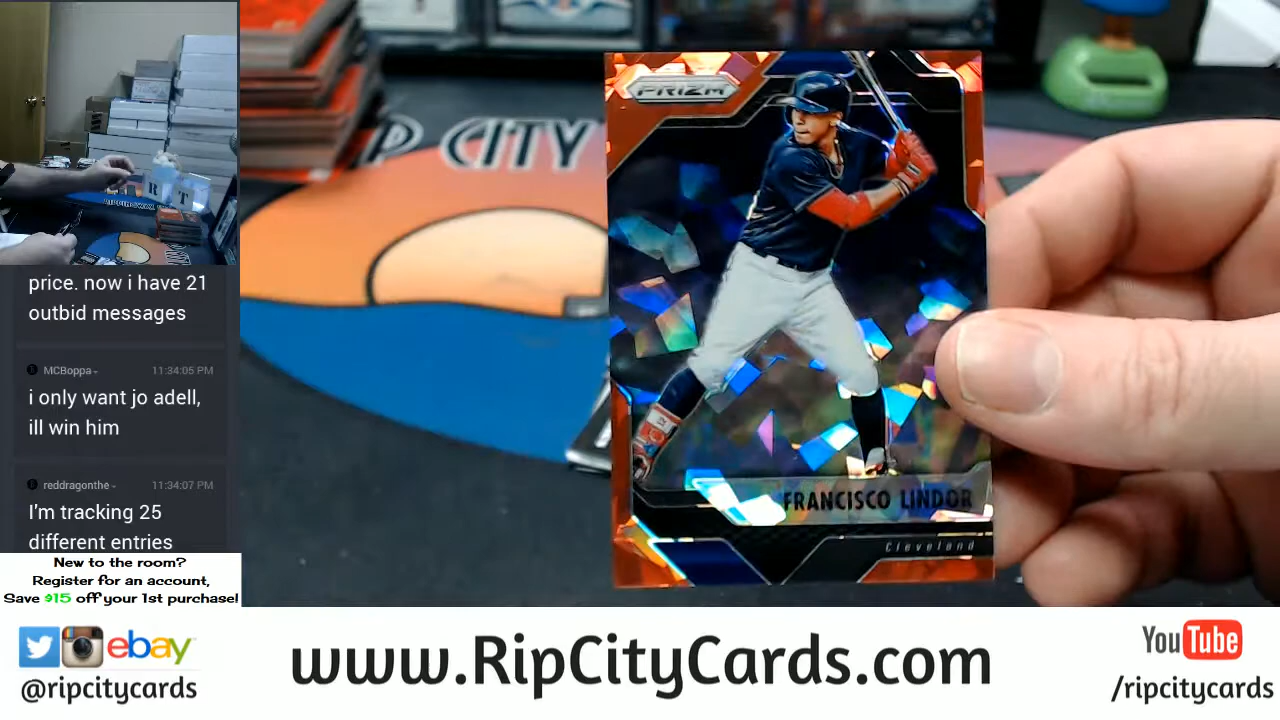 price. now i have 21
outbid messages
MCBoppa 11:34:05 PM
i only want jo adell,
ill win him
reddragonthe 11:34:07 PM
I'm tracking 25
different entries
New to the room?
Register for an account,
Save $15 off your 1st purchase!
P CITY
PRIZM
FRANCISCO LINDOR
Cleveland
R T
ebay
@ripcitycards
www.RipCityCards.com
YouTube
/ripcitycards